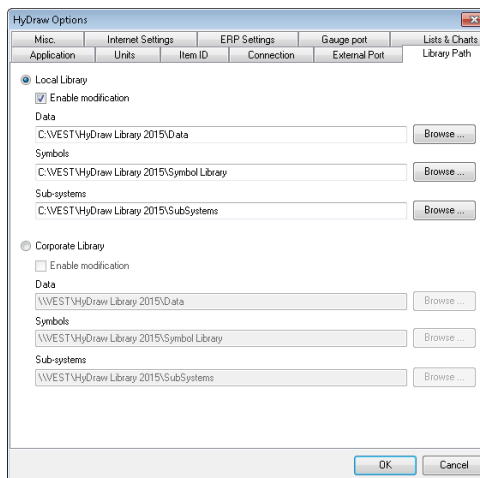 HyDraw Options
Misc. Internet Settings ERP Settings Gauge port Lists & Charts
Application Units Item ID Connection External Port Library Path
Local Library
Enable modification
Data
C:\VEST\HyDraw Library 2015\Data Browse ...
Symbols
C:\VEST\HyDraw Library 2015\Symbol Library Browse ...
Sub-systems
C:\VEST\HyDraw Library 2015\SubSystems Browse ...
Corporate Library
Enable modification
Data
\\VEST\HyDraw Library 2015\Data Browse ...
Symbols
\\VEST\HyDraw Library 2015\Symbol Library Browse ...
Sub-systems
\\VEST\HyDraw Library 2015\SubSystems Browse ...
OK Cancel